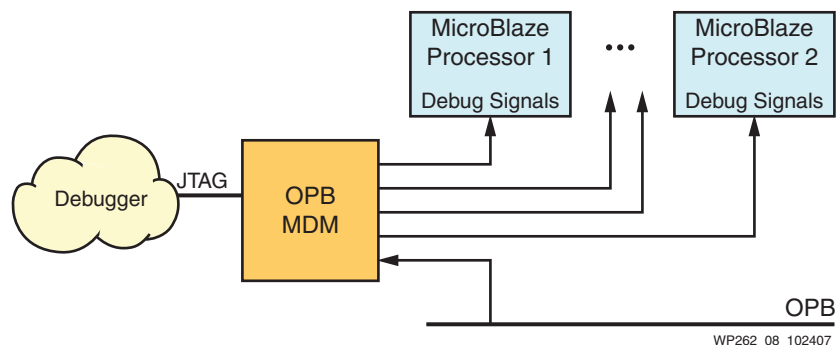 MicroBlaze
Processor 1
Debug Signals
•••
MicroBlaze
Processor 2
Debug Signals
Debugger
JTAG
OPB
MDM
OPB
WP262_08_102407